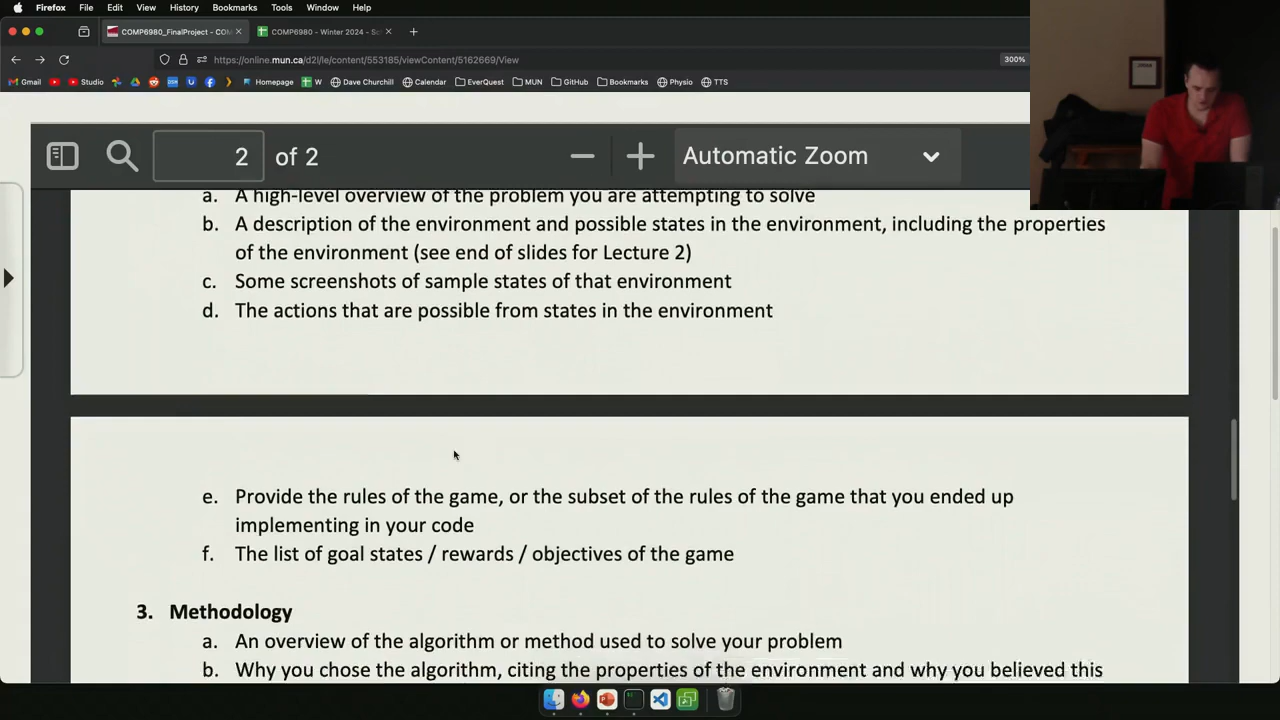 Firefox File Edit View History Bookmarks Tools Window Help
COMP6980_FinalProject - COM
COMP6980 - Winter 2024 - Sc
https://online.mun.ca/d2l/le/content/553185/viewContent/5162669/View
300%
Gmail YouTube Studio Homepage W Dave Churchill Calendar EverQuest MUN GitHub Bookmarks Physio TTS
2 of 2
Automatic Zoom
a. A high-level overview of the problem you are attempting to solve
b. A description of the environment and possible states in the environment, including the properties
of the environment (see end of slides for Lecture 2)
c. Some screenshots of sample states of that environment
d. The actions that are possible from states in the environment
e. Provide the rules of the game, or the subset of the rules of the game that you ended up
implementing in your code
f. The list of goal states / rewards / objectives of the game
3. Methodology
a. An overview of the algorithm or method used to solve your problem
b. Why you chose the algorithm, citing the properties of the environment and why you believed this